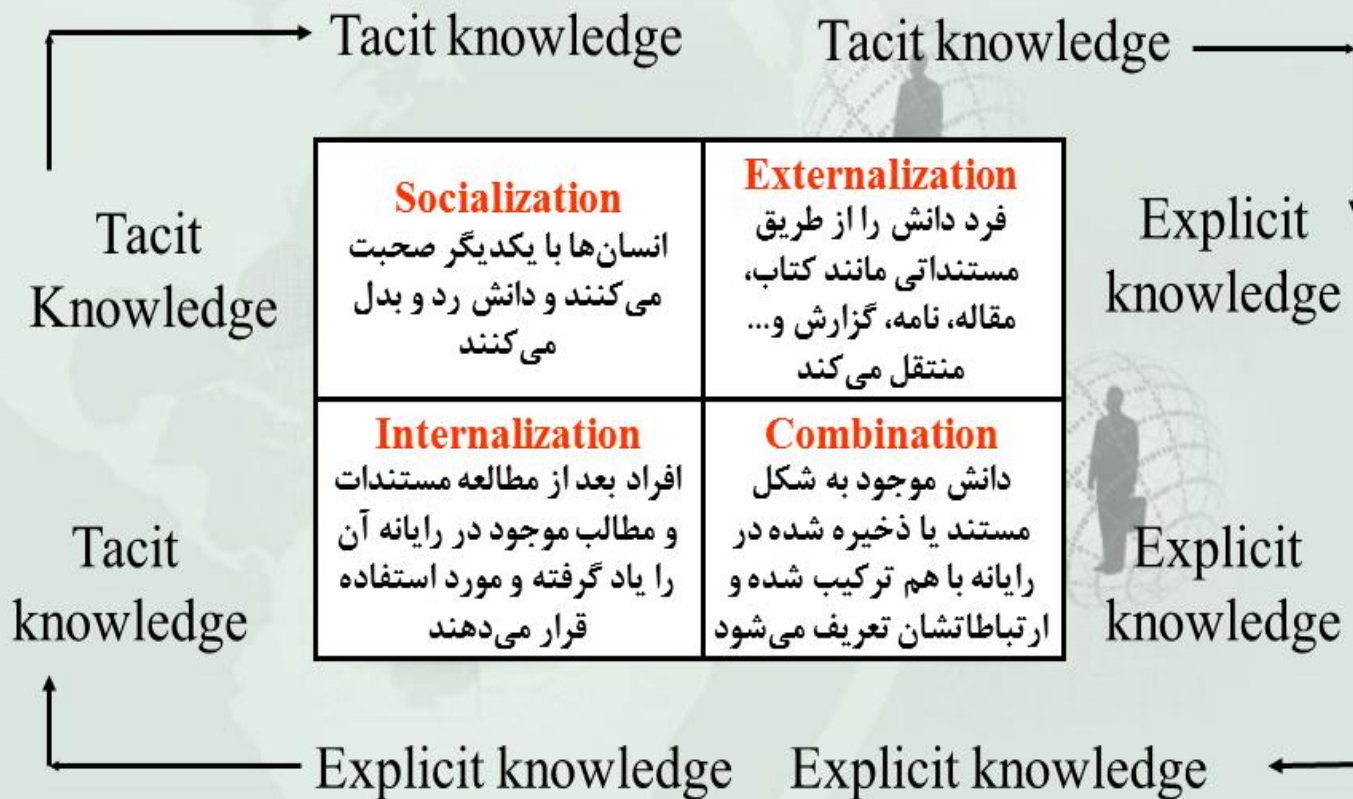 Tacit knowledge
Tacit knowledge
Tacit
Knowledge
Socialization
انسان‌ها با یکدیگر صحبت
می‌کنند و دانش رد و بدل
می‌کنند
Externalization
فرد دانش را از طریق
مستنداتی مانند کتاب،
مقاله، نامه، گزارش و...
منتقل می‌کند
Explicit
knowledge
Tacit
knowledge
Internalization
افراد بعد از مطالعه مستندات
و مطالب موجود در رایانه آن
را یاد گرفته و مورد استفاده
قرار می‌دهند
Combination
دانش موجود به شکل
مستند یا ذخیره شده در
رایانه با هم ترکیب شده و
ارتباطاتشان تعریف می‌شود
Explicit
knowledge
Explicit knowledge
Explicit knowledge